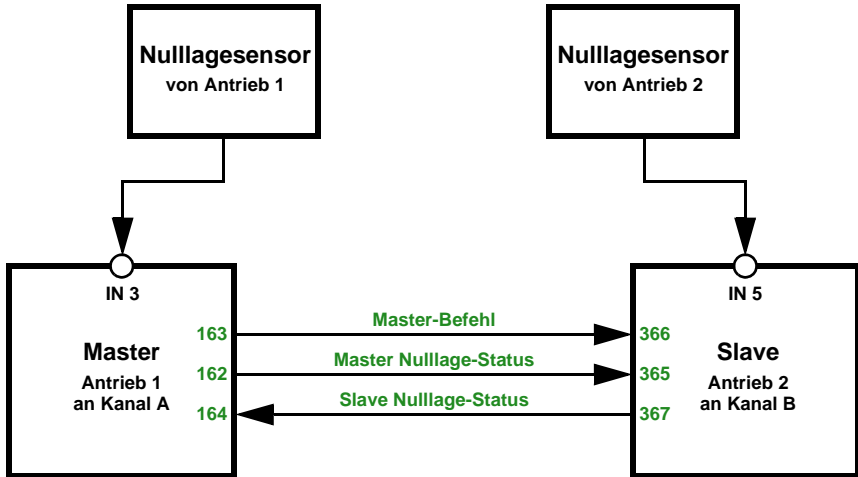 Nulllagesensor
von Antrieb 1
Nulllagesensor
von Antrieb 2
IN 3
IN 5
163
Master-Befehl
366
Master
Slave
162
Master Nulllage-Status
365
Antrieb 1
an Kanal A
Antrieb 2
an Kanal B
164
Slave Nulllage-Status
367